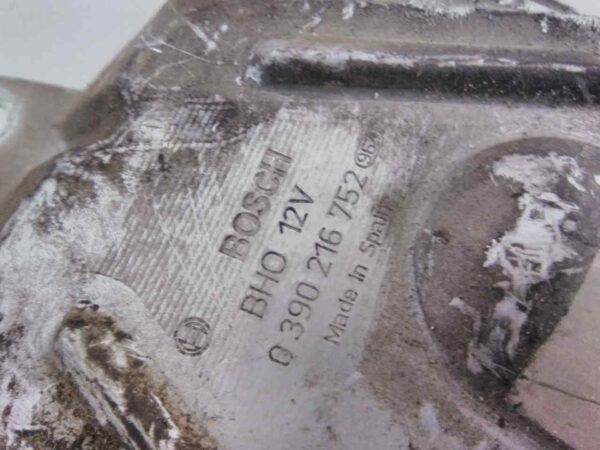 BOSCH
BHO 12V
0 390 216 752
Made in Spain